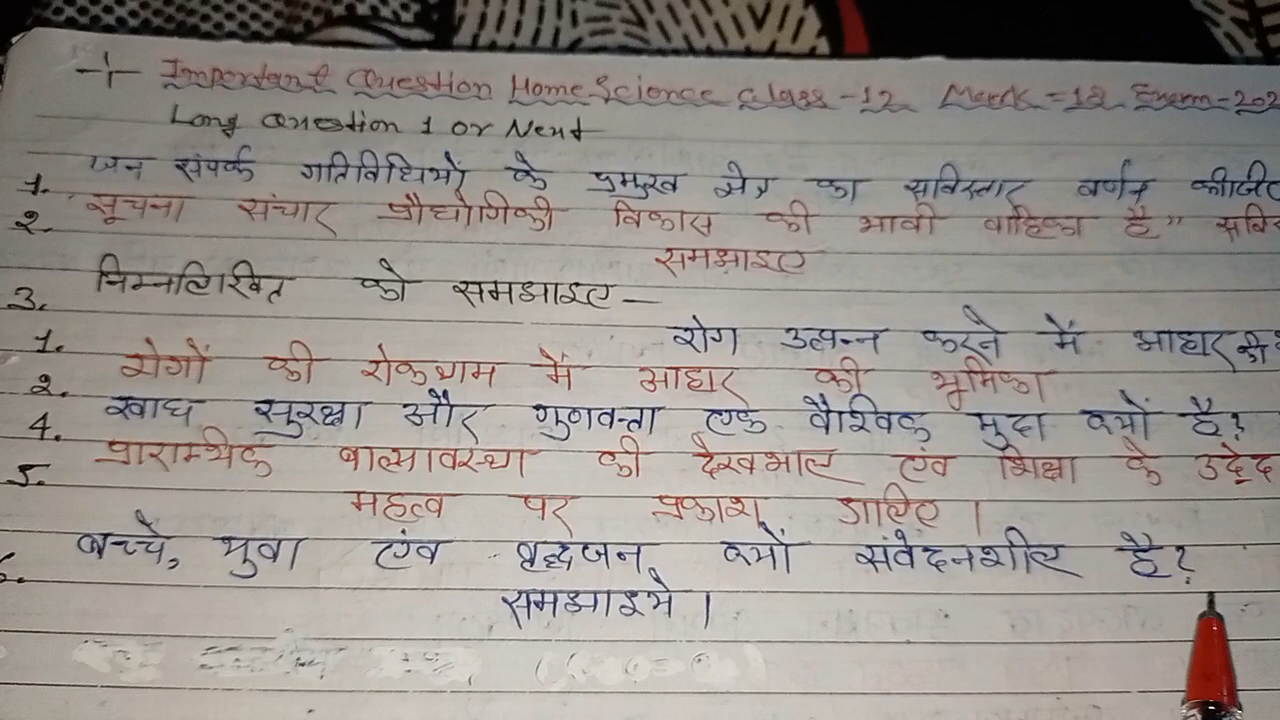 Important Question Home Science Class-12 Mark=12 Exam-202
Long Question 1 or Next
1. जन संपर्क गतिविधियों के प्रमुख क्षेत्र का सविस्तार वर्णन कीजीए
2. सूचना संचार प्रौद्योगिकी विकास की भावी वाहिका है" सवि
समझाइए
3. निम्नलिखित को समझाइए -
1. रोग उत्पन्न करने में आहार की
2. रोगों की रोकथाम में आहार की भूमिका
4. खाद्य सुरक्षा और गुणवत्ता एक वैश्विक मुद्दा क्यों है?
5. प्रारम्भिक बाल्यावस्था की देखभाल एंव शिक्षा के उद्देद
महत्व पर प्रकाश डालिए।
6. बच्चे, युवा एंव वृद्धजन क्यों संवेदनशील है?
समझाइये।